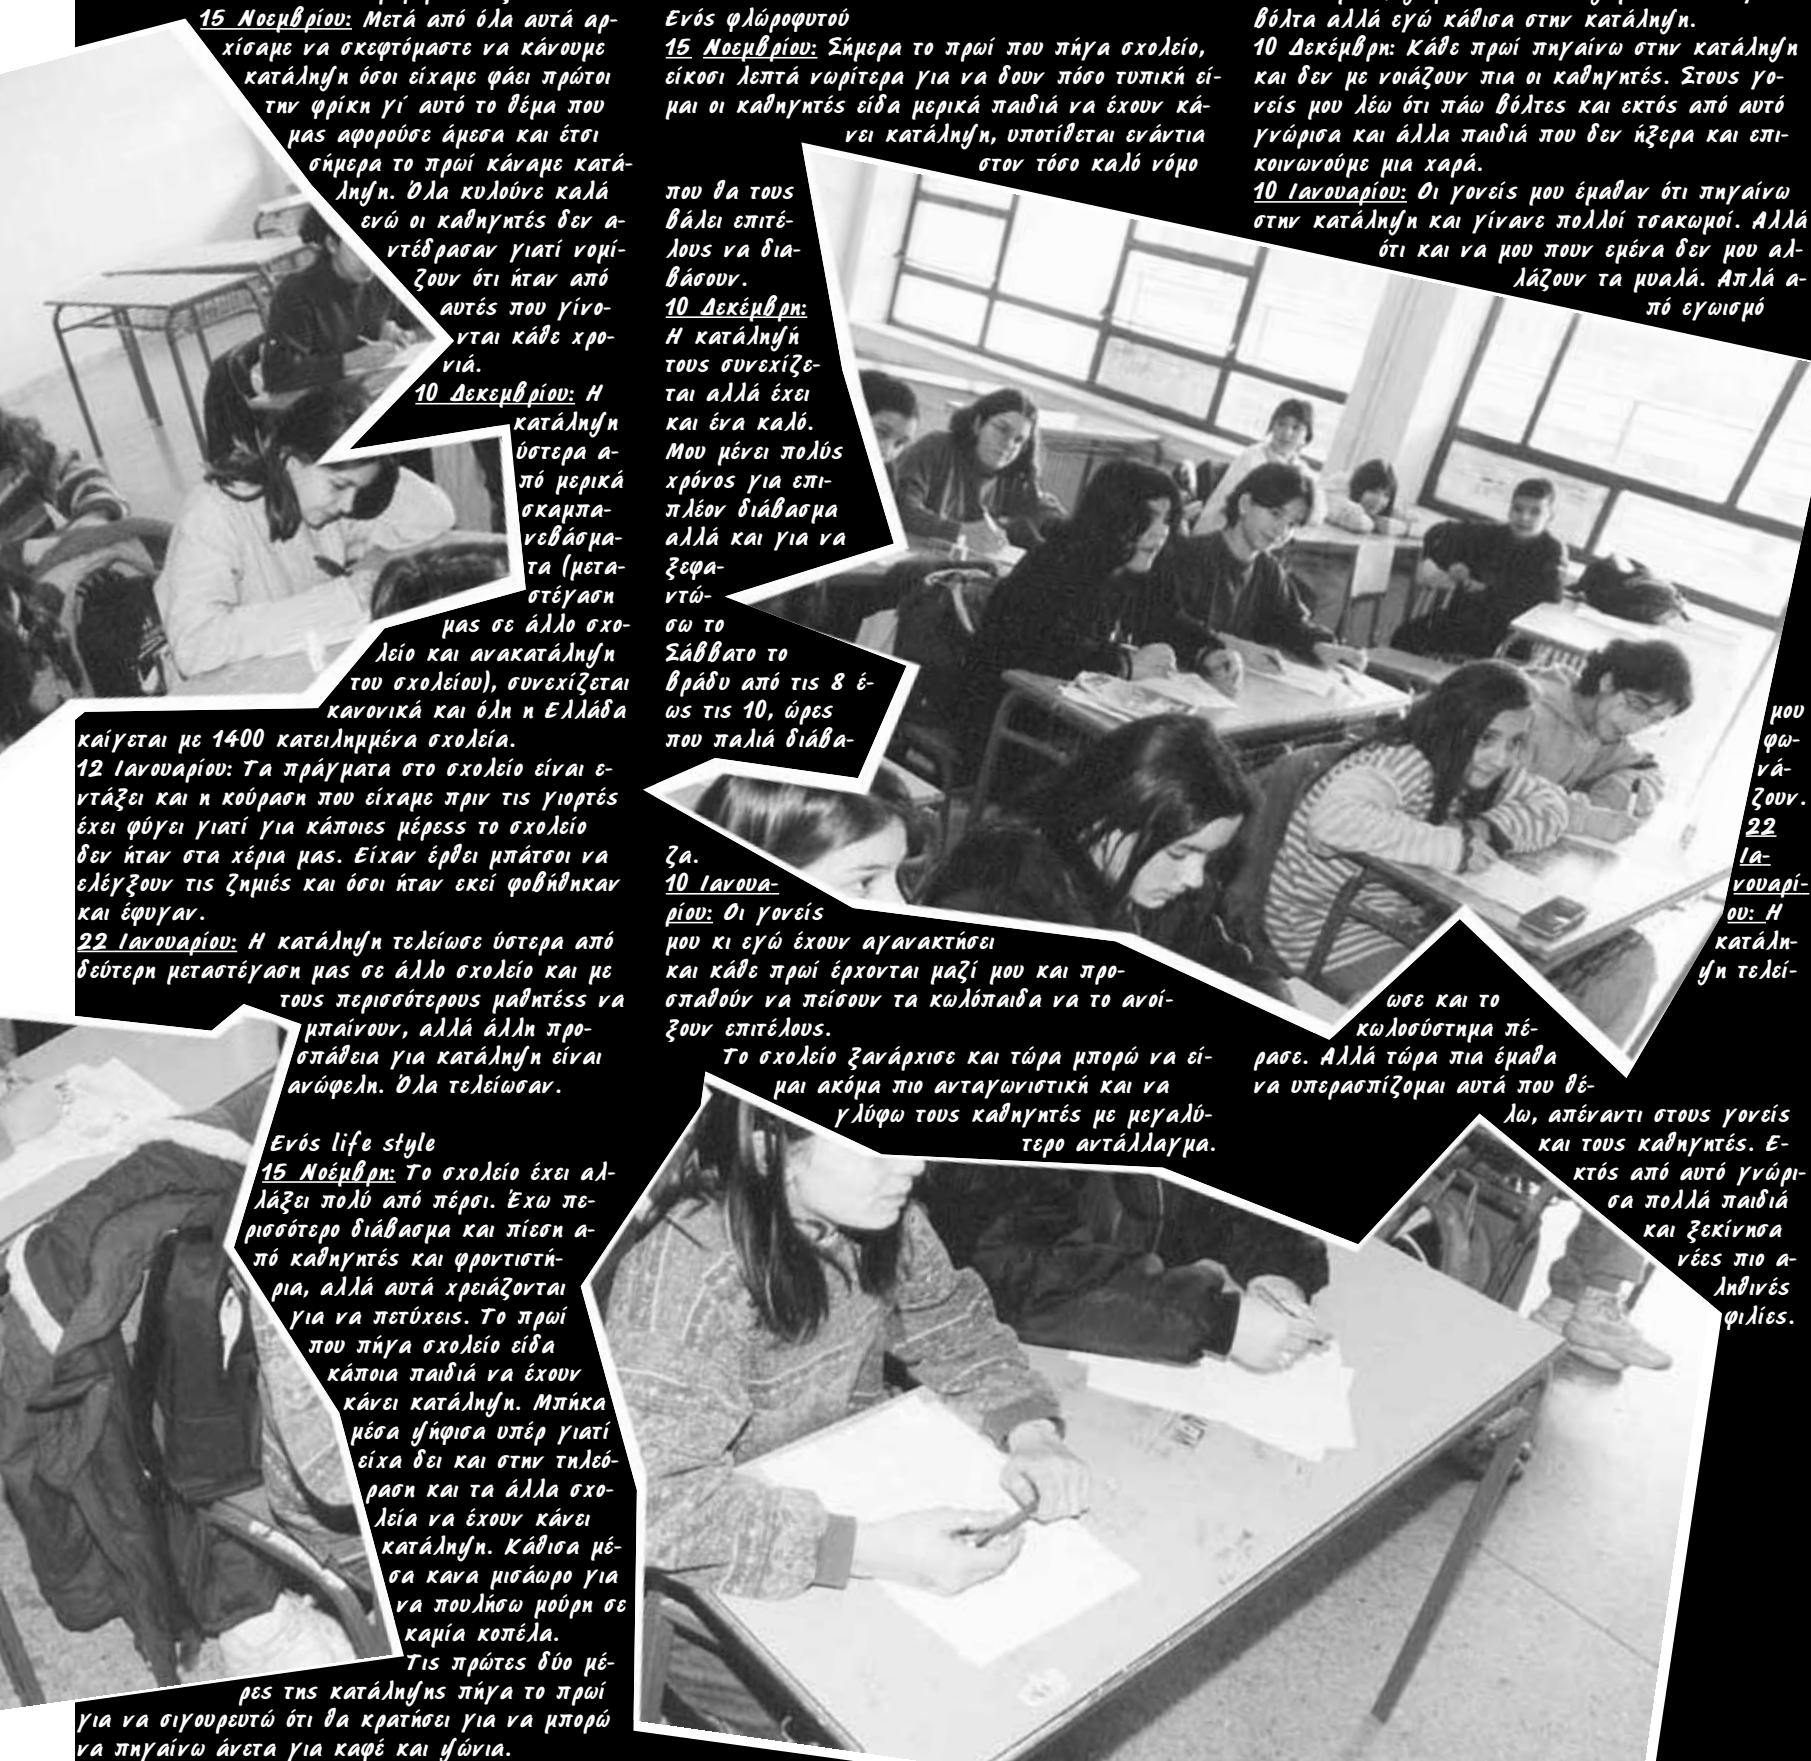 15 Νοεμβρίου: Μετά από όλα αυτά αρ-
χίσαμε να σκεφτόμαστε να κάνουμε
κατάληψη όσοι είχαμε φάει πρώτοι
την φρίκη γί αυτό το θέμα που
μας αφορούσε άμεσα και έτσι
σήμερα το πρωί κάναμε κατά-
ληψη. Όλα κυλούνε καλά
ενώ οι καθηγητές δεν α-
ντέδρασαν γιατί νομί-
ζουν ότι ήταν από
αυτές που γίνο-
νται κάθε χρο-
νιά.
10 Δεκεμβρίου: Η
κατάληψη
ύστερα α-
πό μερικά
σκαμπα-
νεβάσμα-
τα (μετα-
στέγαση
μας σε άλλο σχο-
λείο και ανακατάληψη
του σχολείου), συνεχίζεται
κανονικά και όλη η Ελλάδα
καίγεται με 1400 κατειλημμένα σχολεία.
12 Ιανουαρίου: Τα πράγματα στο σχολείο είναι ε-
ντάξει και η κούραση που είχαμε πριν τις γιορτές
έχει φύγει γιατί για κάποιες μέρεσς το σχολείο
δεν ήταν στα χέρια μας. Είχαν έρθει μπάτσοι να
ελέγξουν τις ζημιές και όσοι ήταν εκεί φοβήθηκαν
και έφυγαν.
22 Ιανουαρίου: Η κατάληψη τελείωσε ύστερα από
δεύτερη μεταστέγαση μας σε άλλο σχολείο και με
τους περισσότερους μαθητέσς να
μπαίνουν, αλλά άλλη προ-
σπάθεια για κατάληψη είναι
ανώφελη. Όλα τελείωσαν.
Ενός life style
15 Νοέμβρη: Το σχολείο έχει αλ-
λάξει πολύ από πέρσι. Έχω πε-
ρισσότερο διάβασμα και πίεση α-
πό καθηγητές και φροντιστή-
ρια, αλλά αυτά χρειάζονται
για να πετύχεις. Το πρωί
που πήγα σχολείο είδα
κάποια παιδιά να έχουν
κάνει κατάληψη. Μπήκα
μέσα ψήφισα υπέρ γιατί
είχα δει και στην τηλεό-
ραση και τα άλλα σχο-
λεία να έχουν κάνει
κατάληψη. Κάθισα μέ-
σα κανα μισάωρο για
να πουλήσω μούρη σε
καμία κοπέλα.
Τις πρώτες δύο μέ-
ρες της κατάληψης πήγα το πρωί
για να σιγουρευτώ ότι θα κρατήσει για να μπορώ
να πηγαίνω άνετα για καφέ και ψώνια.
Ενός φλώροφυτού
15 Νοεμβρίου: Σήμερα το πρωί που πήγα σχολείο,
είκοσι λεπτά νωρίτερα για να δουν πόσο τυπική εί-
μαι οι καθηγητές είδα μερικά παιδιά να έχουν κά-
νει κατάληψη, υποτίθεται ενάντια
στον τόσο καλό νόμο
που θα τους
βάλει επιτέ-
λους να δια-
βάσουν.
10 Δεκέμβρη:
Η κατάληψή
τους συνεχίζε-
ται αλλά έχει
και ένα καλό.
Μου μένει πολύς
χρόνος για επι-
πλέον διάβασμα
αλλά και για να
ξεφα-
ντώ-
σω το
Σάββατο το
βράδυ από τις 8 έ-
ως τις 10, ώρες
που παλιά διάβα-
ζα.
10 Ιανουα-
ρίου: Οι γονείς
μου κι εγώ έχουν αγανακτήσει
και κάθε πρωί έρχονται μαζί μου και προ-
σπαθούν να πείσουν τα κωλόπαιδα να το ανοί-
ξουν επιτέλους.
Το σχολείο ξανάρχισε και τώρα μπορώ να εί-
μαι ακόμα πιο ανταγωνιστική και να
γλύφω τους καθηγητές με μεγαλύ-
τερο αντάλλαγμα.
βόλτα αλλά εγώ κάθισα στην κατάληψη.
10 Δεκέμβρη: Κάθε πρωί πηγαίνω στην κατάληψη
και δεν με νοιάζουν πια οι καθηγητές. Στους γο-
νείς μου λέω ότι πάω βόλτες και εκτός από αυτό
γνώρισα και άλλα παιδιά που δεν ήξερα και επι-
κοινωνούμε μια χαρά.
10 Ιανουαρίου: Οι γονείς μου έμαθαν ότι πηγαίνω
στην κατάληψη και γίνανε πολλοί τσακωμοί. Αλλά
ότι και να μου πουν εμένα δεν μου αλ-
λάζουν τα μυαλά. Απλά α-
πό εγωισμό
μου
φω-
νά-
ζουν.
22
Ια-
νουαρί-
ου: Η
κατάλη-
ψη τελεί-
ωσε και το
κωλοσύστημα πέ-
ρασε. Αλλά τώρα πια έμαθα
να υπερασπίζομαι αυτά που θέ-
λω, απέναντι στους γονείς
και τους καθηγητές. Ε-
κτός από αυτό γνώρι-
σα πολλά παιδιά
και ξεκίνησα
νέες πιο α-
ληθινές
φιλίες.